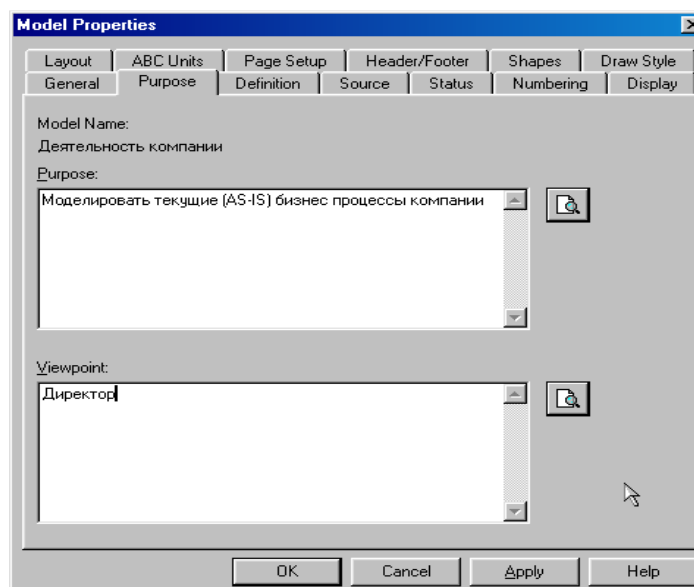 Model Properties
Layout ABC Units Page Setup Header/Footer Shapes Draw Style
General Purpose Definition Source Status Numbering Display
Model Name:
Деятельность компании
Purpose:
Моделировать текущие (AS-IS) бизнес процессы компании
Viewpoint:
Директор
OK Cancel Apply Help